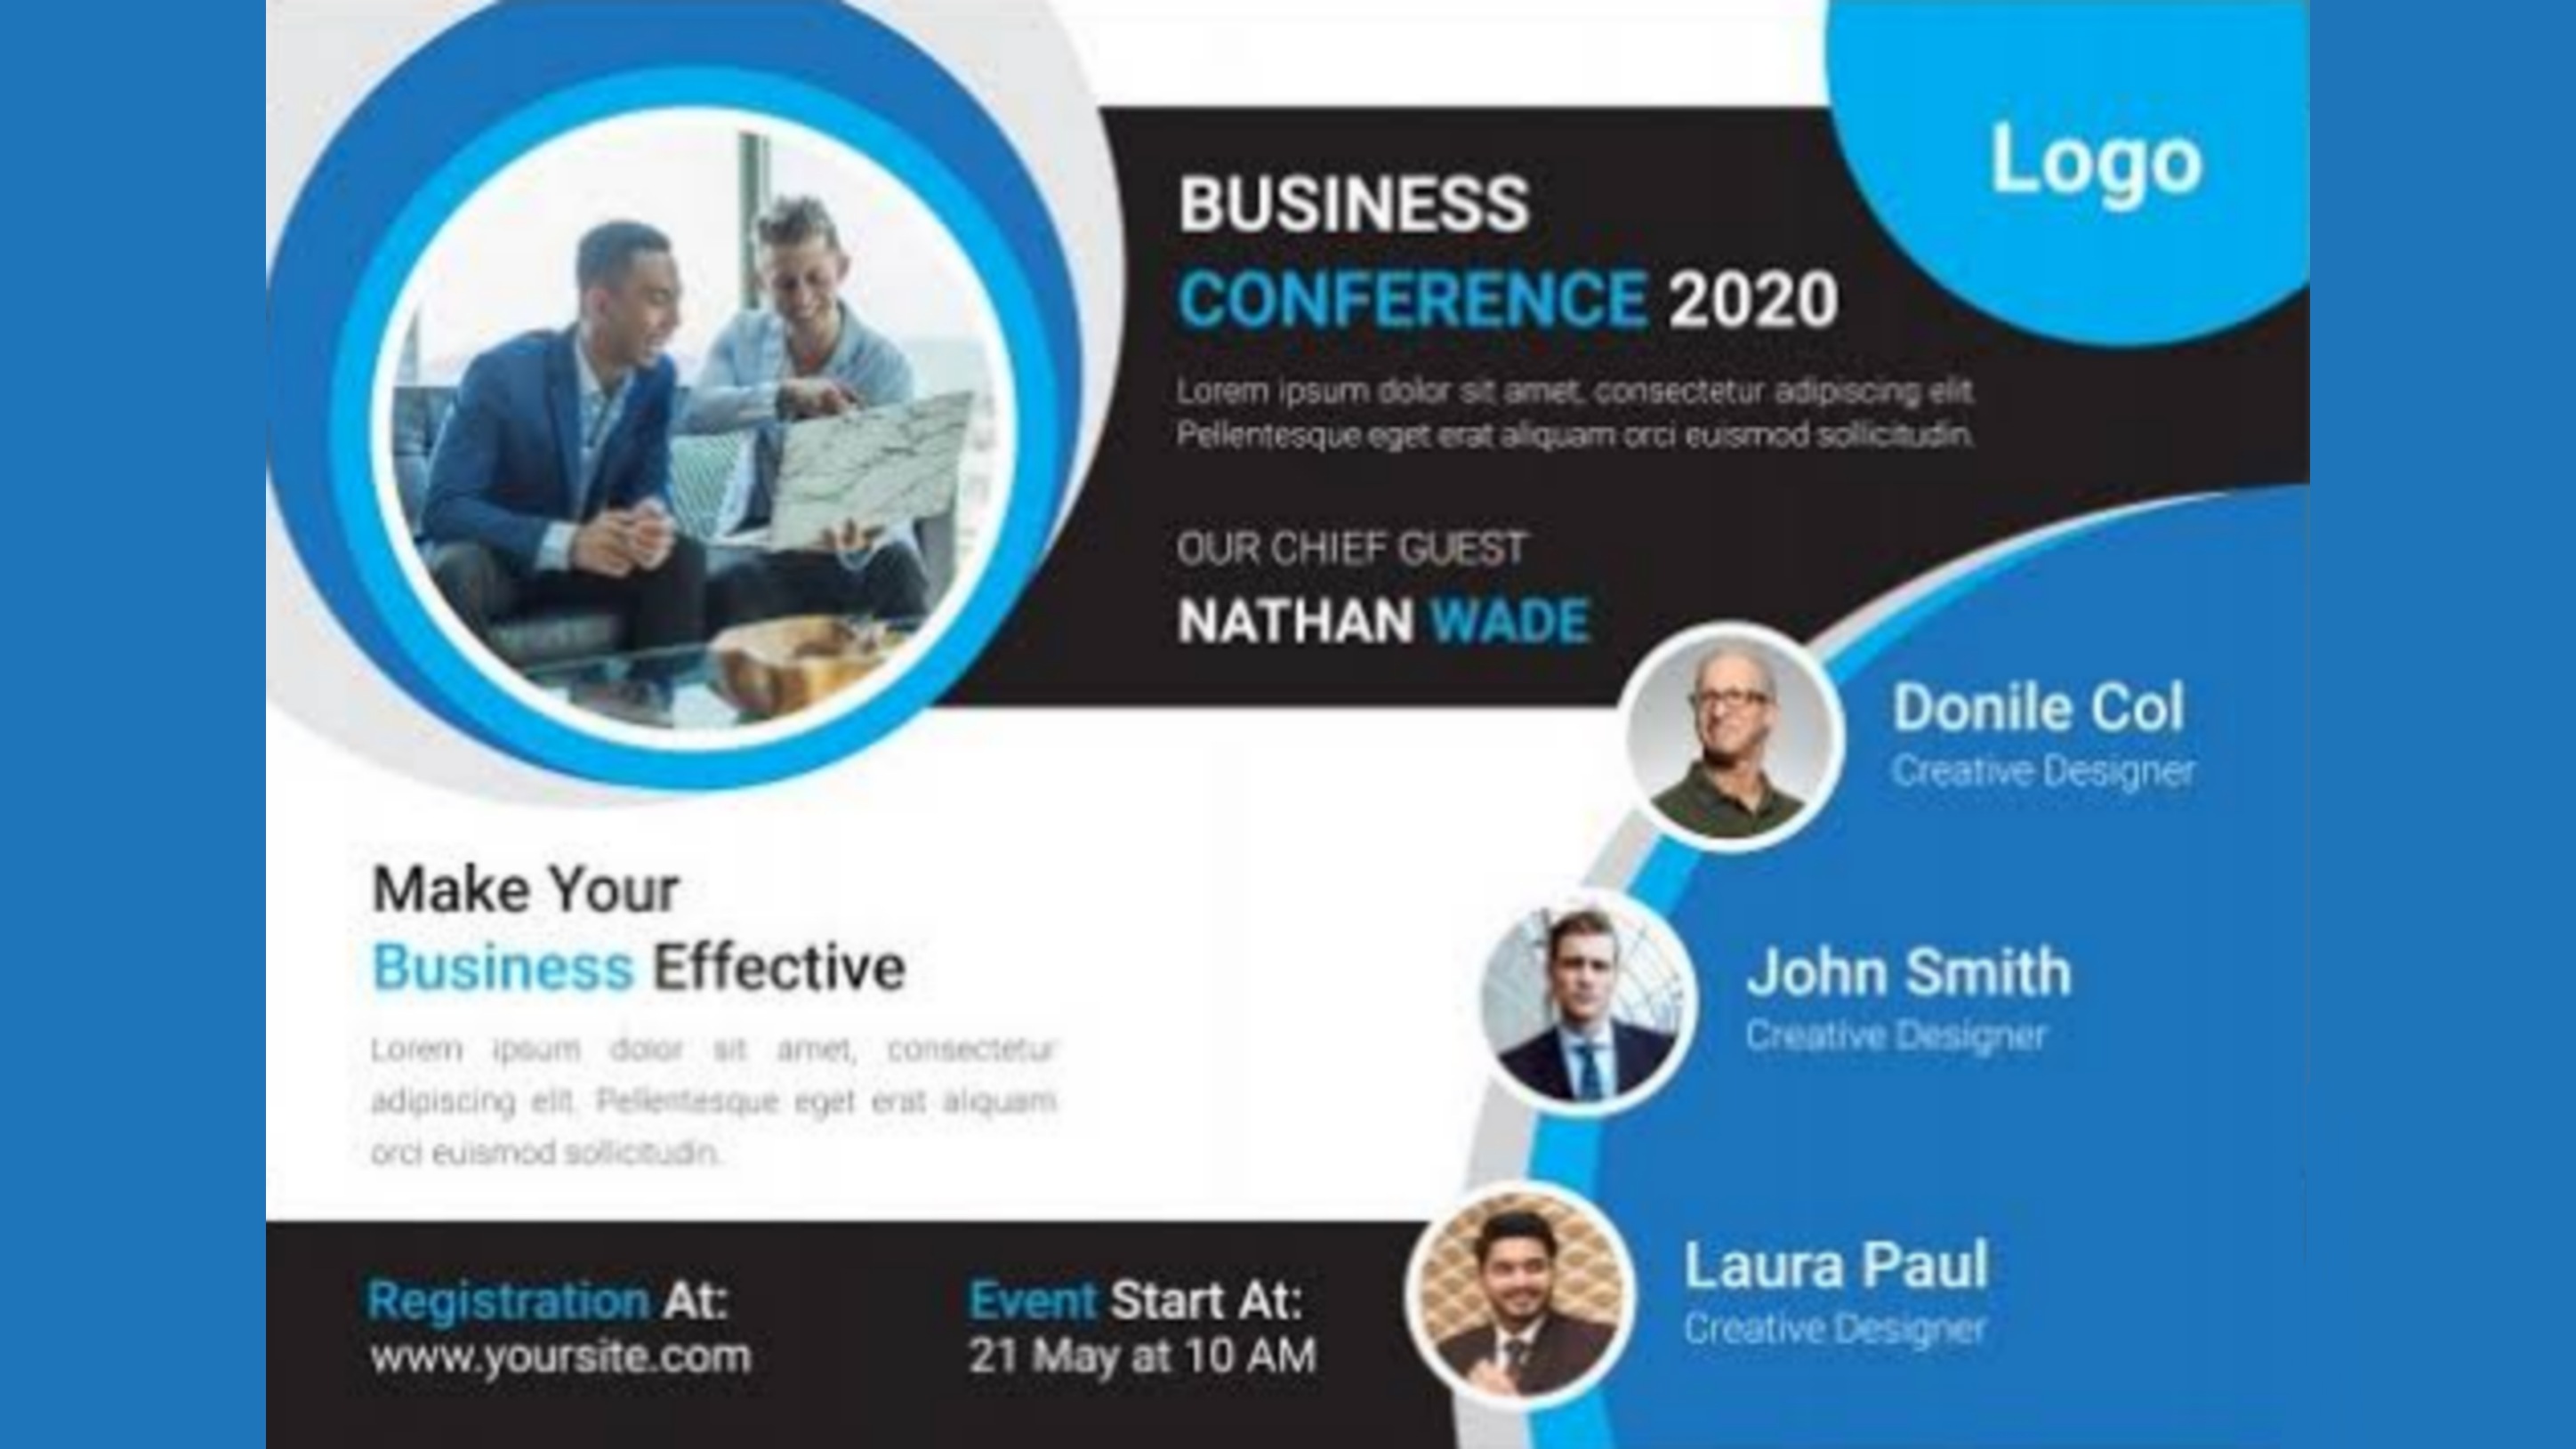 Logo
BUSINESS
CONFERENCE 2020
Lorem ipsum dolor sit amet, consectetur adipiscing elit.
Pellentesque eget erat aliquam orci euismod sollicitudin.
OUR CHIEF GUEST
NATHAN WADE
Donile Col
Creative Designer
John Smith
Creative Designer
Laura Paul
Creative Designer
Make Your
Business Effective
Lorem ipsum dolor sit amet, consectetur
adipiscing elit. Pellentesque eget erat aliquam
orci euismod sollicitudin.
Registration At:
www.yoursite.com
Event Start At:
21 May at 10 AM